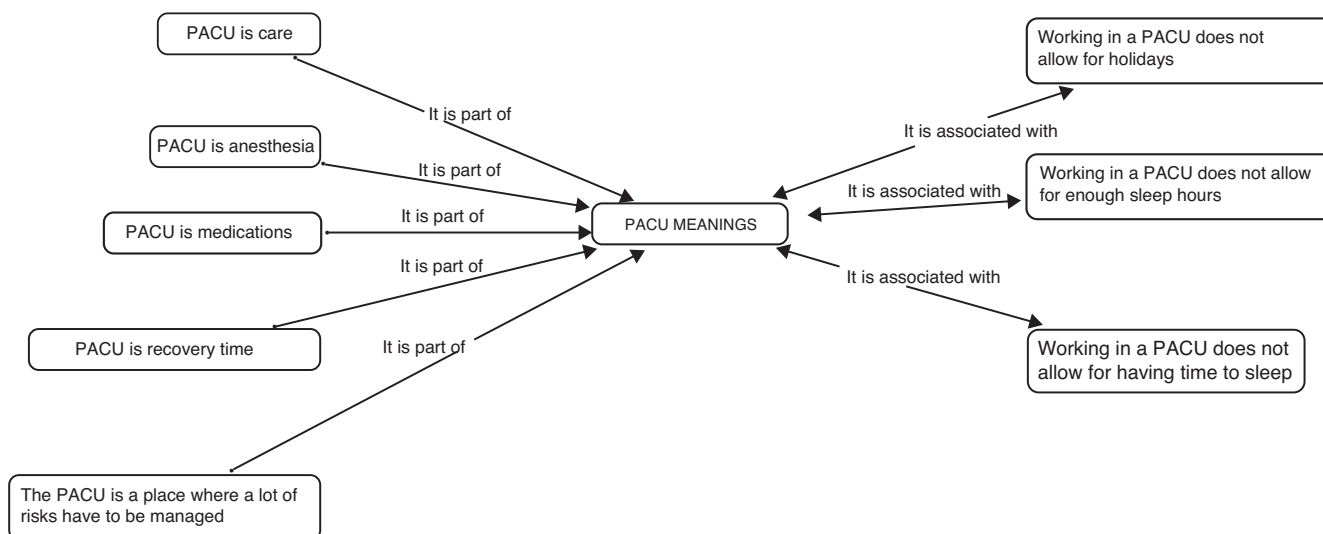 PACU is care
It is part of
PACU is anesthesia
It is part of
PACU is medications
It is part of
PACU is recovery time
It is part of
The PACU is a place where a lot of
risks have to be managed
It is part of
PACU MEANINGS
Working in a PACU does not
allow for holidays
It is associated with
Working in a PACU does not allow
for enough sleep hours
It is associated with
Working in a PACU does not
allow for having time to sleep
It is associated with